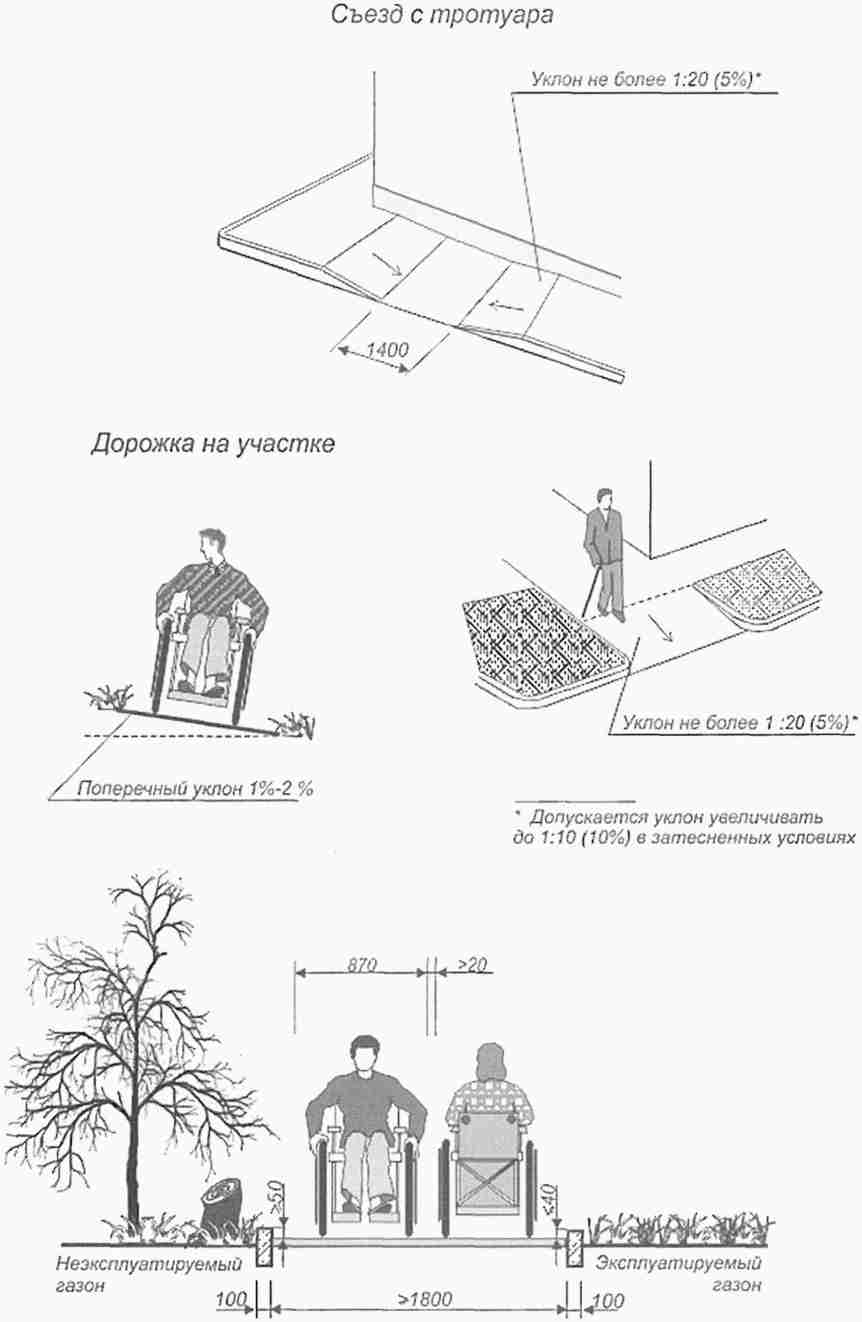 Съезд с тротуара
Уклон не более 1:20 (5%)*
1400
Дорожка на участке
Поперечный уклон 1%-2 %
Уклон не более 1 :20 (5%)*
* Допускается уклон увеличивать
до 1:10 (10%) в затесненных условиях
870
>20
≥50
≤40
Неэксплуатируемый
газон
Эксплуатируемый
газон
100
>1800
100